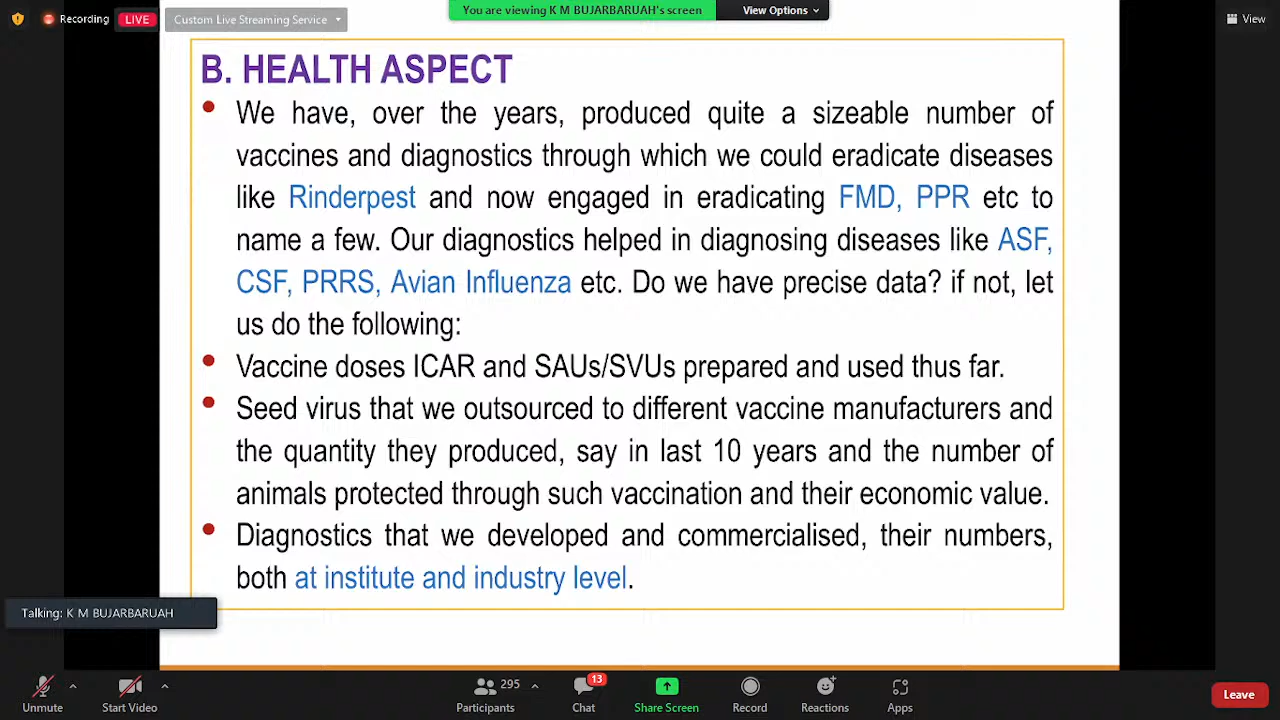 Recording
LIVE
Custom Live Streaming Service
You are viewing K M BUJARBARUAH's screen
View Options
View
B. HEALTH ASPECT
• We have, over the years, produced quite a sizeable number of
vaccines and diagnostics through which we could eradicate diseases
like Rinderpest and now engaged in eradicating FMD, PPR etc to
name a few. Our diagnostics helped in diagnosing diseases like ASF,
CSF, PRRS, Avian Influenza etc. Do we have precise data? if not, let
us do the following:
• Vaccine doses ICAR and SAUs/SVUs prepared and used thus far.
• Seed virus that we outsourced to different vaccine manufacturers and
the quantity they produced, say in last 10 years and the number of
animals protected through such vaccination and their economic value.
• Diagnostics that we developed and commercialised, their numbers,
both at institute and industry level.
Talking: K M BUJARBARUAH
Unmute
Start Video
295
Participants
13
Chat
Share Screen
Record
Reactions
Apps
Leave